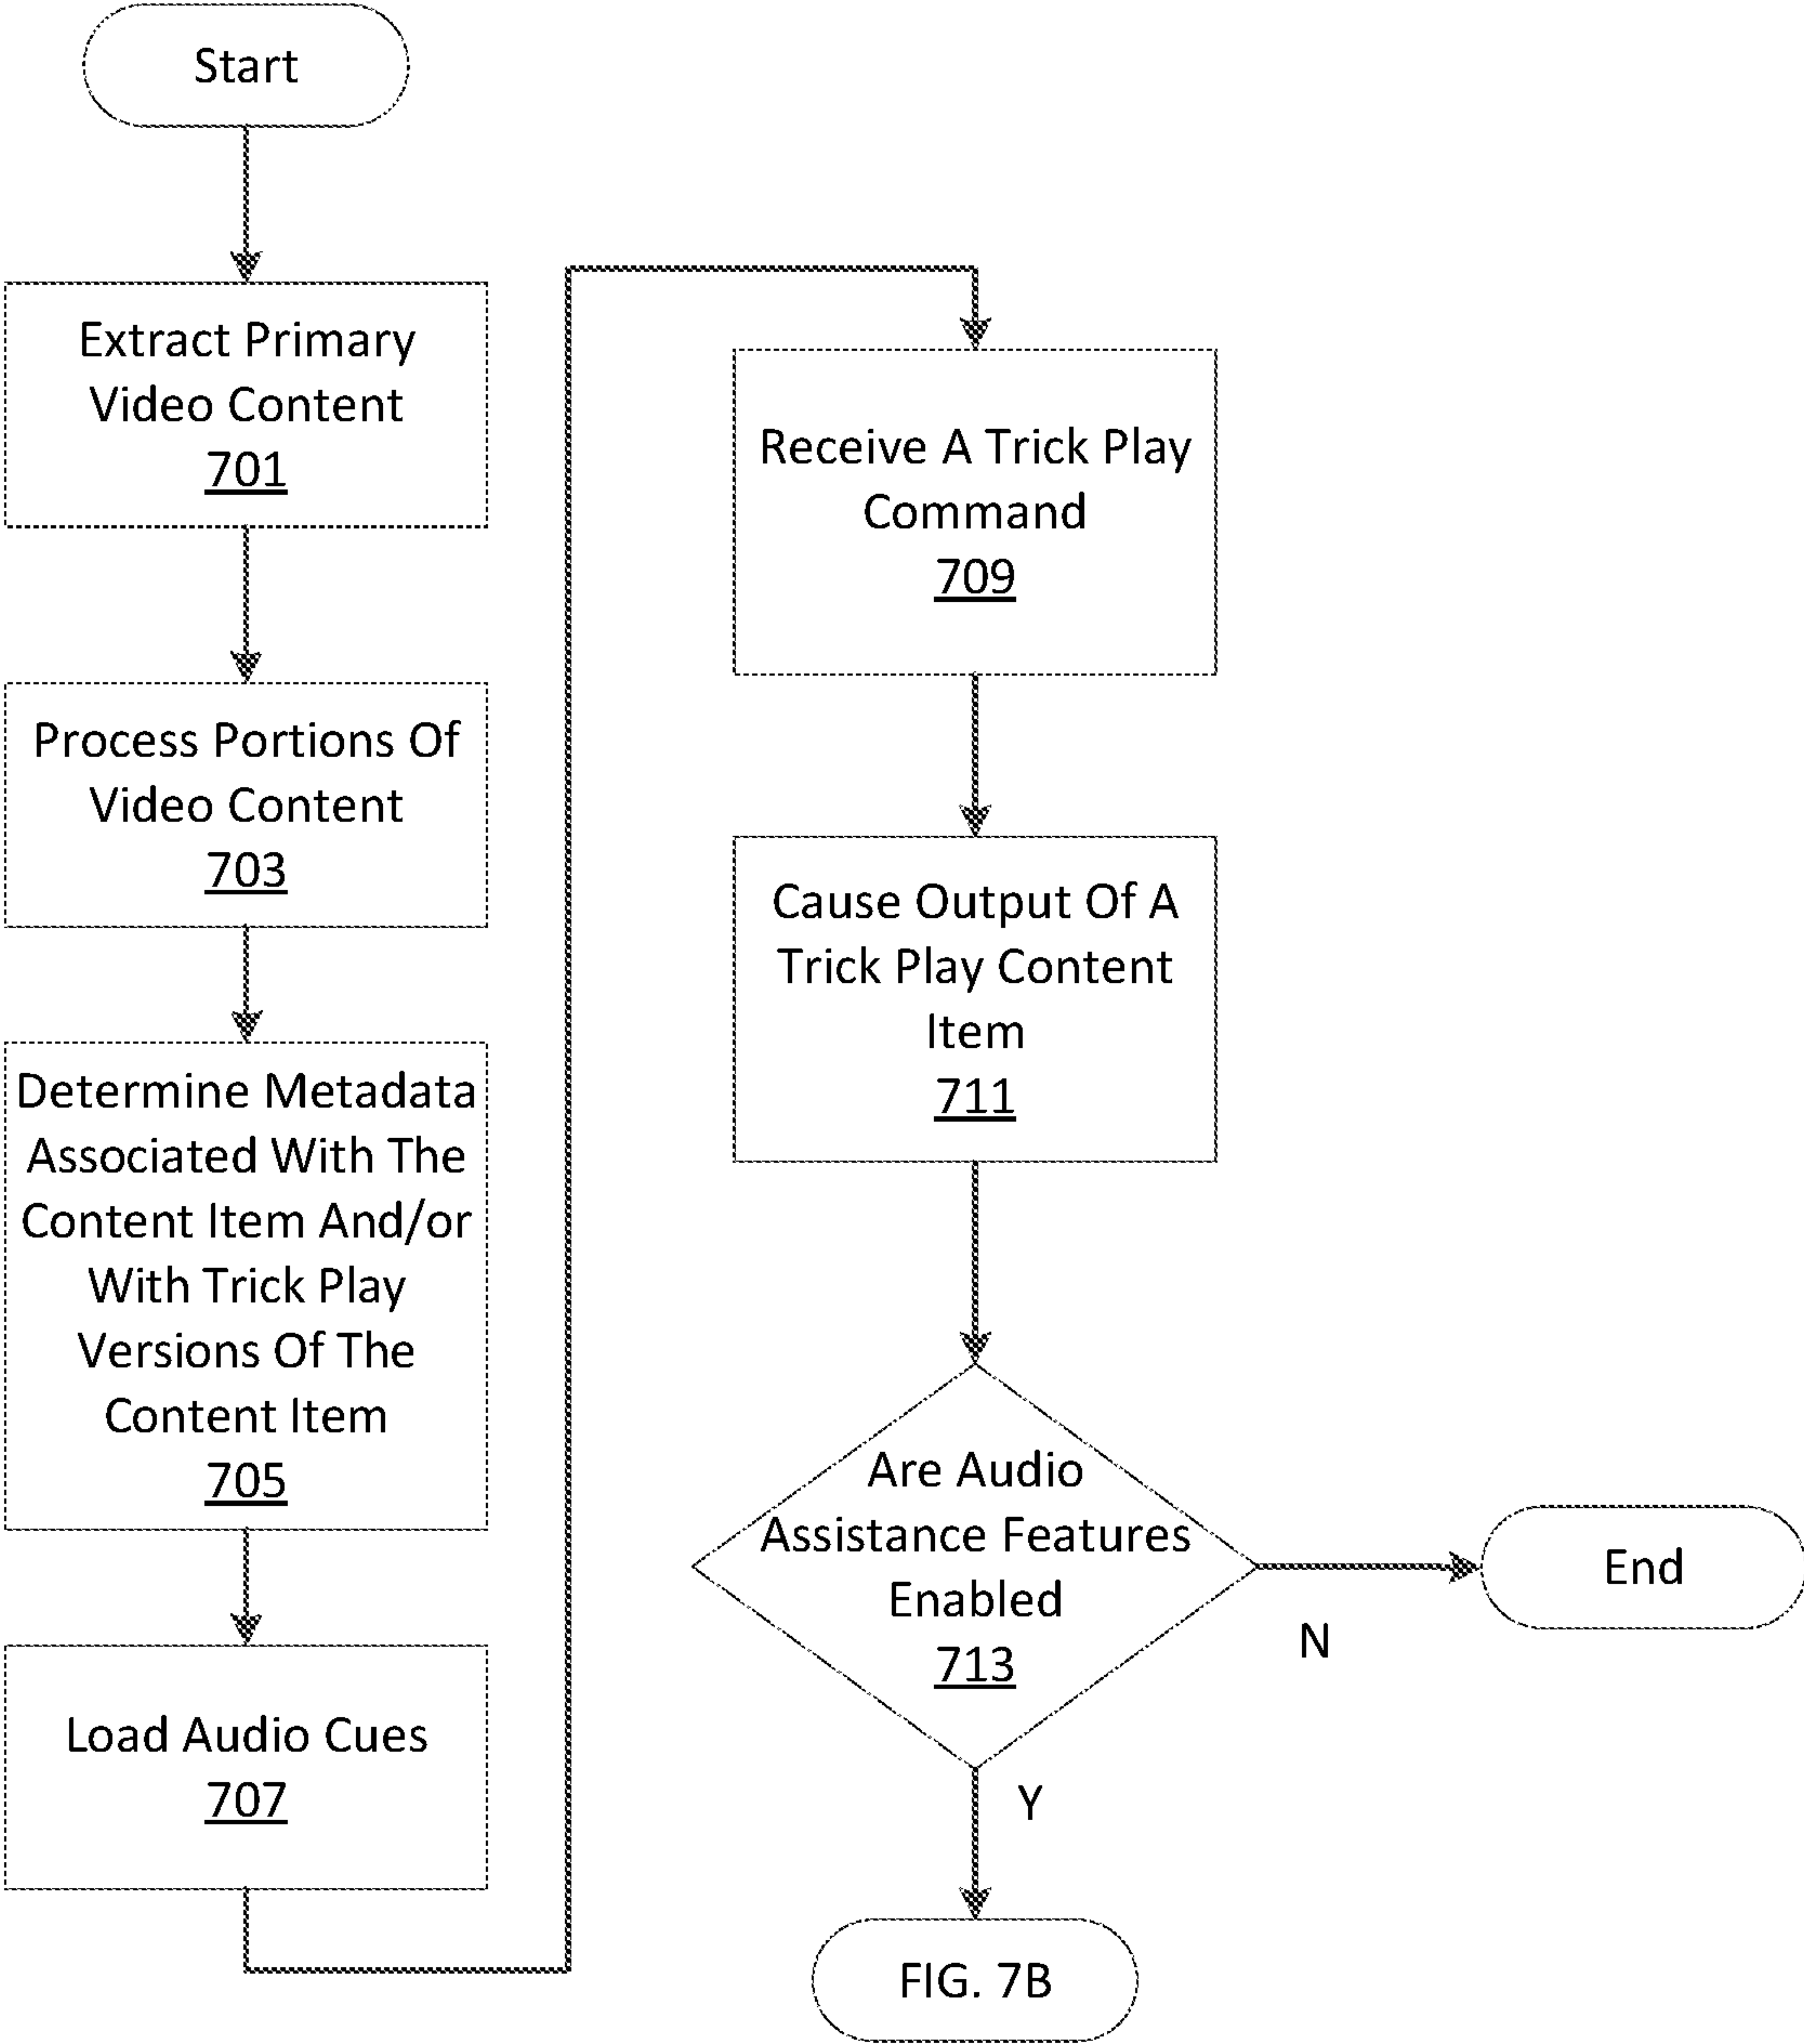 Start
Extract Primary
Video Content
701
Process Portions Of
Video Content
703
Determine Metadata
Associated With The
Content Item And/or
With Trick Play
Versions Of The
Content Item
705
Load Audio Cues
707
Receive A Trick Play
Command
709
Cause Output Of A
Trick Play Content
Item
711
Are Audio
Assistance Features
Enabled
713
N
End
Y
FIG. 7B